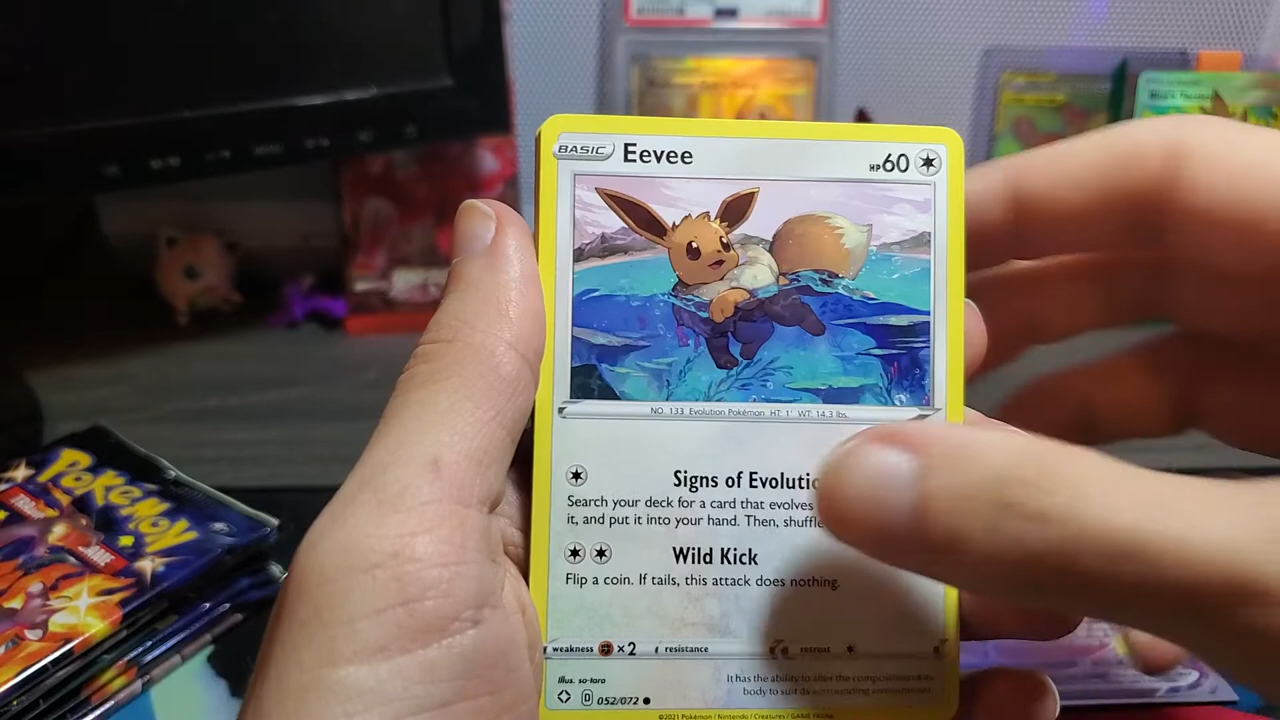 BASIC Eevee HP 60
NO. 133 Evolution Pokémon HT: 1' WT: 14.3 lbs.
Signs of Evolutio
Search your deck for a card that evolves
it, and put it into your hand. Then, shuffle
Wild Kick
Flip a coin. If tails, this attack does nothing.
weakness ×2 resistance retreat
Illus. so-taro
It has the ability to alter the composition of its
body to suit its surrounding environment.
D 052/072
©2021 Pokémon / Nintendo / Creatures / GAME FREAK
POKÉMON